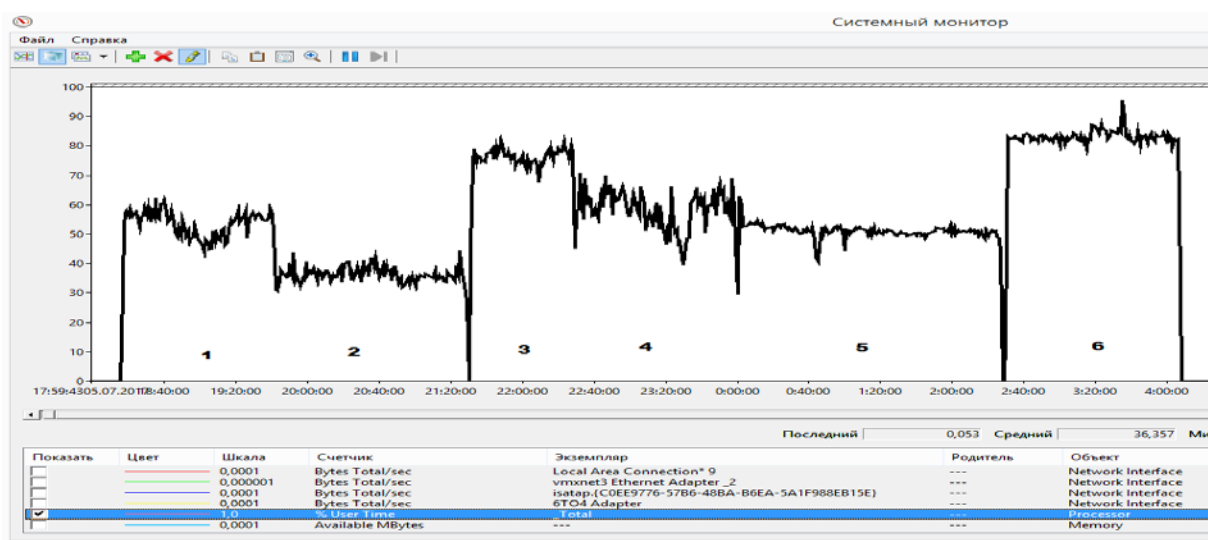 Системный монитор
Файл Справка
100
90
80
70
60
50
40
30
20
10
0
1 2 3 4 5 6
17:59:4305.07.2017 18:40:00 19:20:00 20:00:00 20:40:00 21:20:00 22:00:00 22:40:00 23:20:00 0:00:00 0:40:00 1:20:00 2:00:00 2:40:00 3:20:00 4:00:00
Последний 0,053 Средний 36,357 Ми
Показать Цвет Шкала Счетчик Экземпляр Родитель Объект
0,0001 Bytes Total/sec Local Area Connection* 9 --- Network Interface
0,000001 Bytes Total/sec vmxnet3 Ethernet Adapter _2 --- Network Interface
0,0001 Bytes Total/sec isatap.{C0EE9776-57B6-48BA-B6EA-5A1F988EB15E} --- Network Interface
0,0001 Bytes Total/sec 6TO4 Adapter --- Network Interface
1,0 % User Time _Total --- Processor
0,0001 Available MBytes --- --- Memory